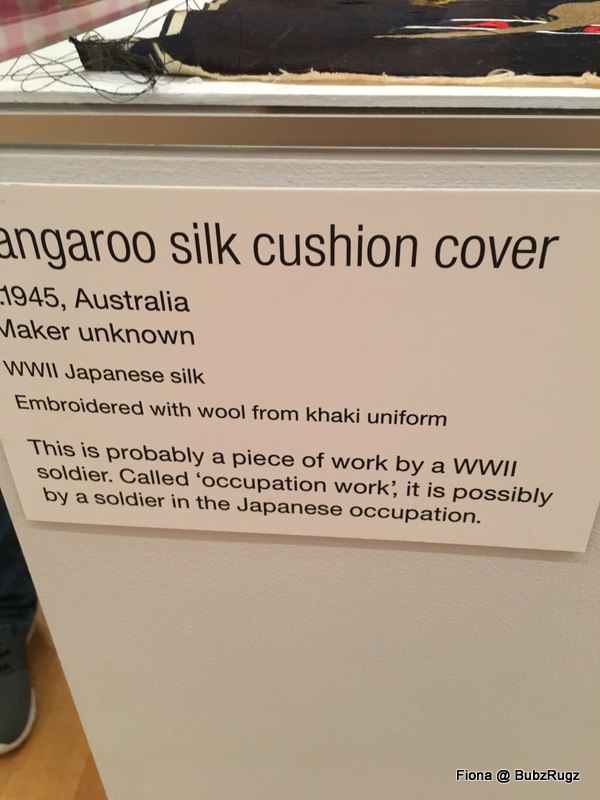 angaroo silk cushion cover
.1945, Australia
Maker unknown
WWII Japanese silk
Embroidered with wool from khaki uniform
This is probably a piece of work by a WWII
soldier. Called ‘occupation work’, it is possibly
by a soldier in the Japanese occupation.
Fiona @ BubzRugz